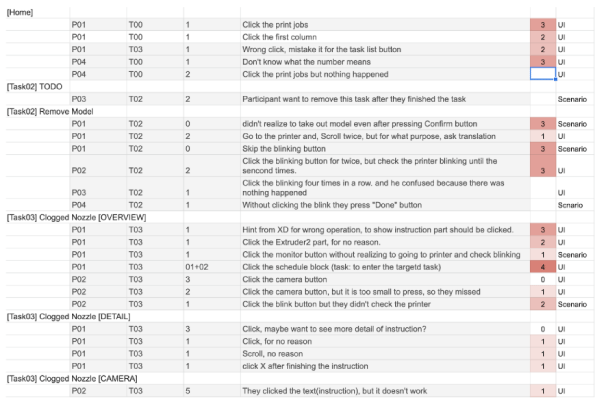 [Home]
P01 T00 1 Click the print jobs 3 UI
P01 T00 1 Click the first column 2 UI
P01 T03 1 Wrong click, mistake it for the task list button 2 UI
P04 T00 1 Don't know what the number means 3 UI
P04 T00 2 Click the print jobs but nothing happened UI
[Task02] TODO
P03 T02 2 Participant want to remove this task after they finished the task Scenario
[Task02] Remove Model
P01 T02 0 didn't realize to take out model even after pressing Confirm button 3 Scenario
P01 T02 2 Go to the printer and, Scroll twice, but for what purpose, ask translation 1 UI
P01 T02 0 Skip the blinking button 3 Scenario
Click the blinking button for twice, but check the printer blinking until the
P02 T02 2 sencond times. 3 UI
Click the blinking four times in a row. and he confused because there was
P03 T02 1 nothing happened UI
P04 T02 1 Without clicking the blink they press "Done" button Scnario
[Task03] Clogged Nozzle [OVERVIEW]
P01 T03 1 Hint from XD for wrong operation, to show instruction part should be clicked. 3 UI
P01 T03 1 Click the Extruder2 part, for no reason. 2 UI
P01 T03 1 Click the monitor button without realizing to going to printer and check blinking 1 Scenario
P01 T03 01+02 Click the schedule block (task: to enter the targetd task) 4 UI
P02 T03 3 Click the camera button 0 UI
P02 T03 2 Click the camera button, but it is too small to press, so they missed 1 UI
P02 T03 1 Click the blink button but they didn't check the printer 2 Scenario
[Task03] Clogged Nozzle [DETAIL]
P01 T03 3 Click, maybe want to see more detail of instruction? 0 UI
P01 T03 1 Click, for no reason 1 UI
P01 T03 1 Scroll, no reason 1 UI
P01 T03 1 click X after finishing the instruction 1 UI
[Task03] Clogged Nozzle [CAMERA]
P02 T03 5 They clicked the text(instruction), but it doesn't work 1 UI